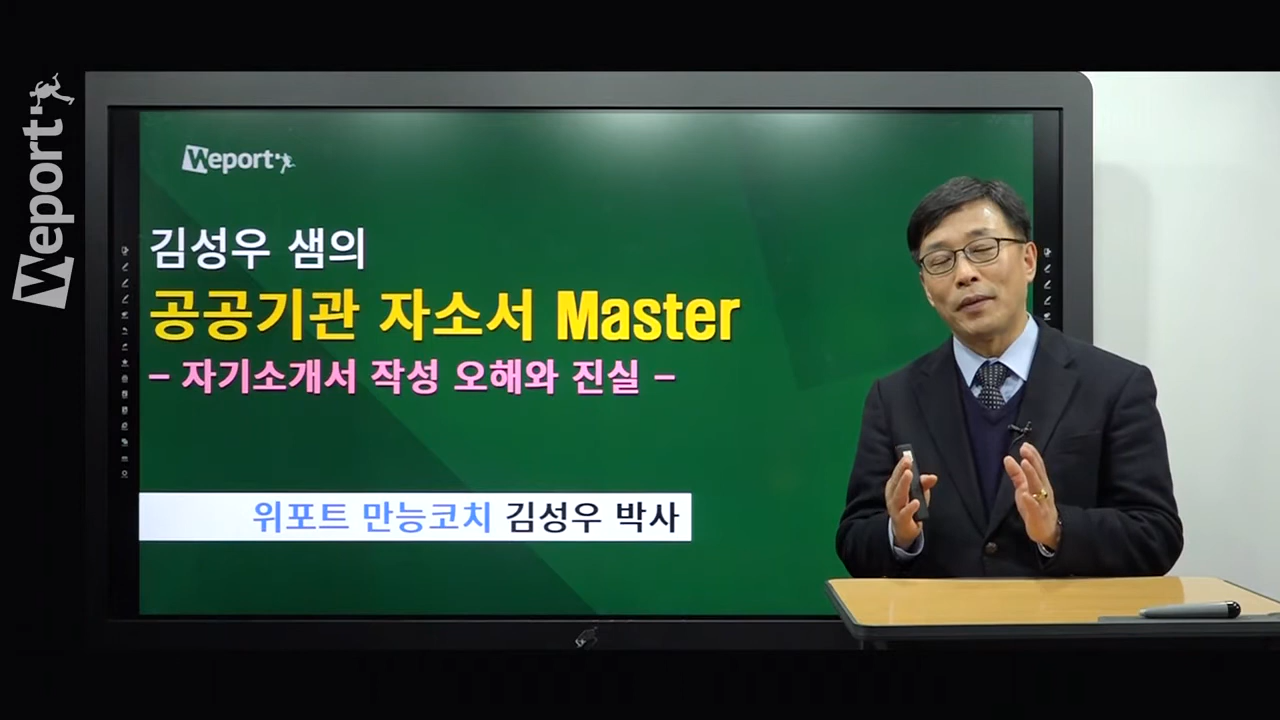 Weport
Weport
김성우 샘의
공공기관 자소서 Master
- 자기소개서 작성 오해와 진실 -
위포트 만능코치 김성우 박사